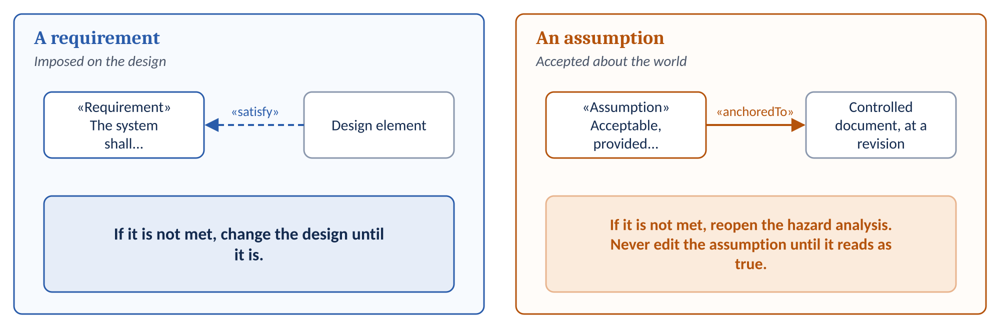 A requirement
Imposed on the design
«Requirement»
The system
shall...
«satisfy»
Design element
If it is not met, change the design until
it is.
An assumption
Accepted about the world
«Assumption»
Acceptable,
provided...
«anchoredTo»
Controlled
document, at a
revision
If it is not met, reopen the hazard analysis.
Never edit the assumption until it reads as
true.